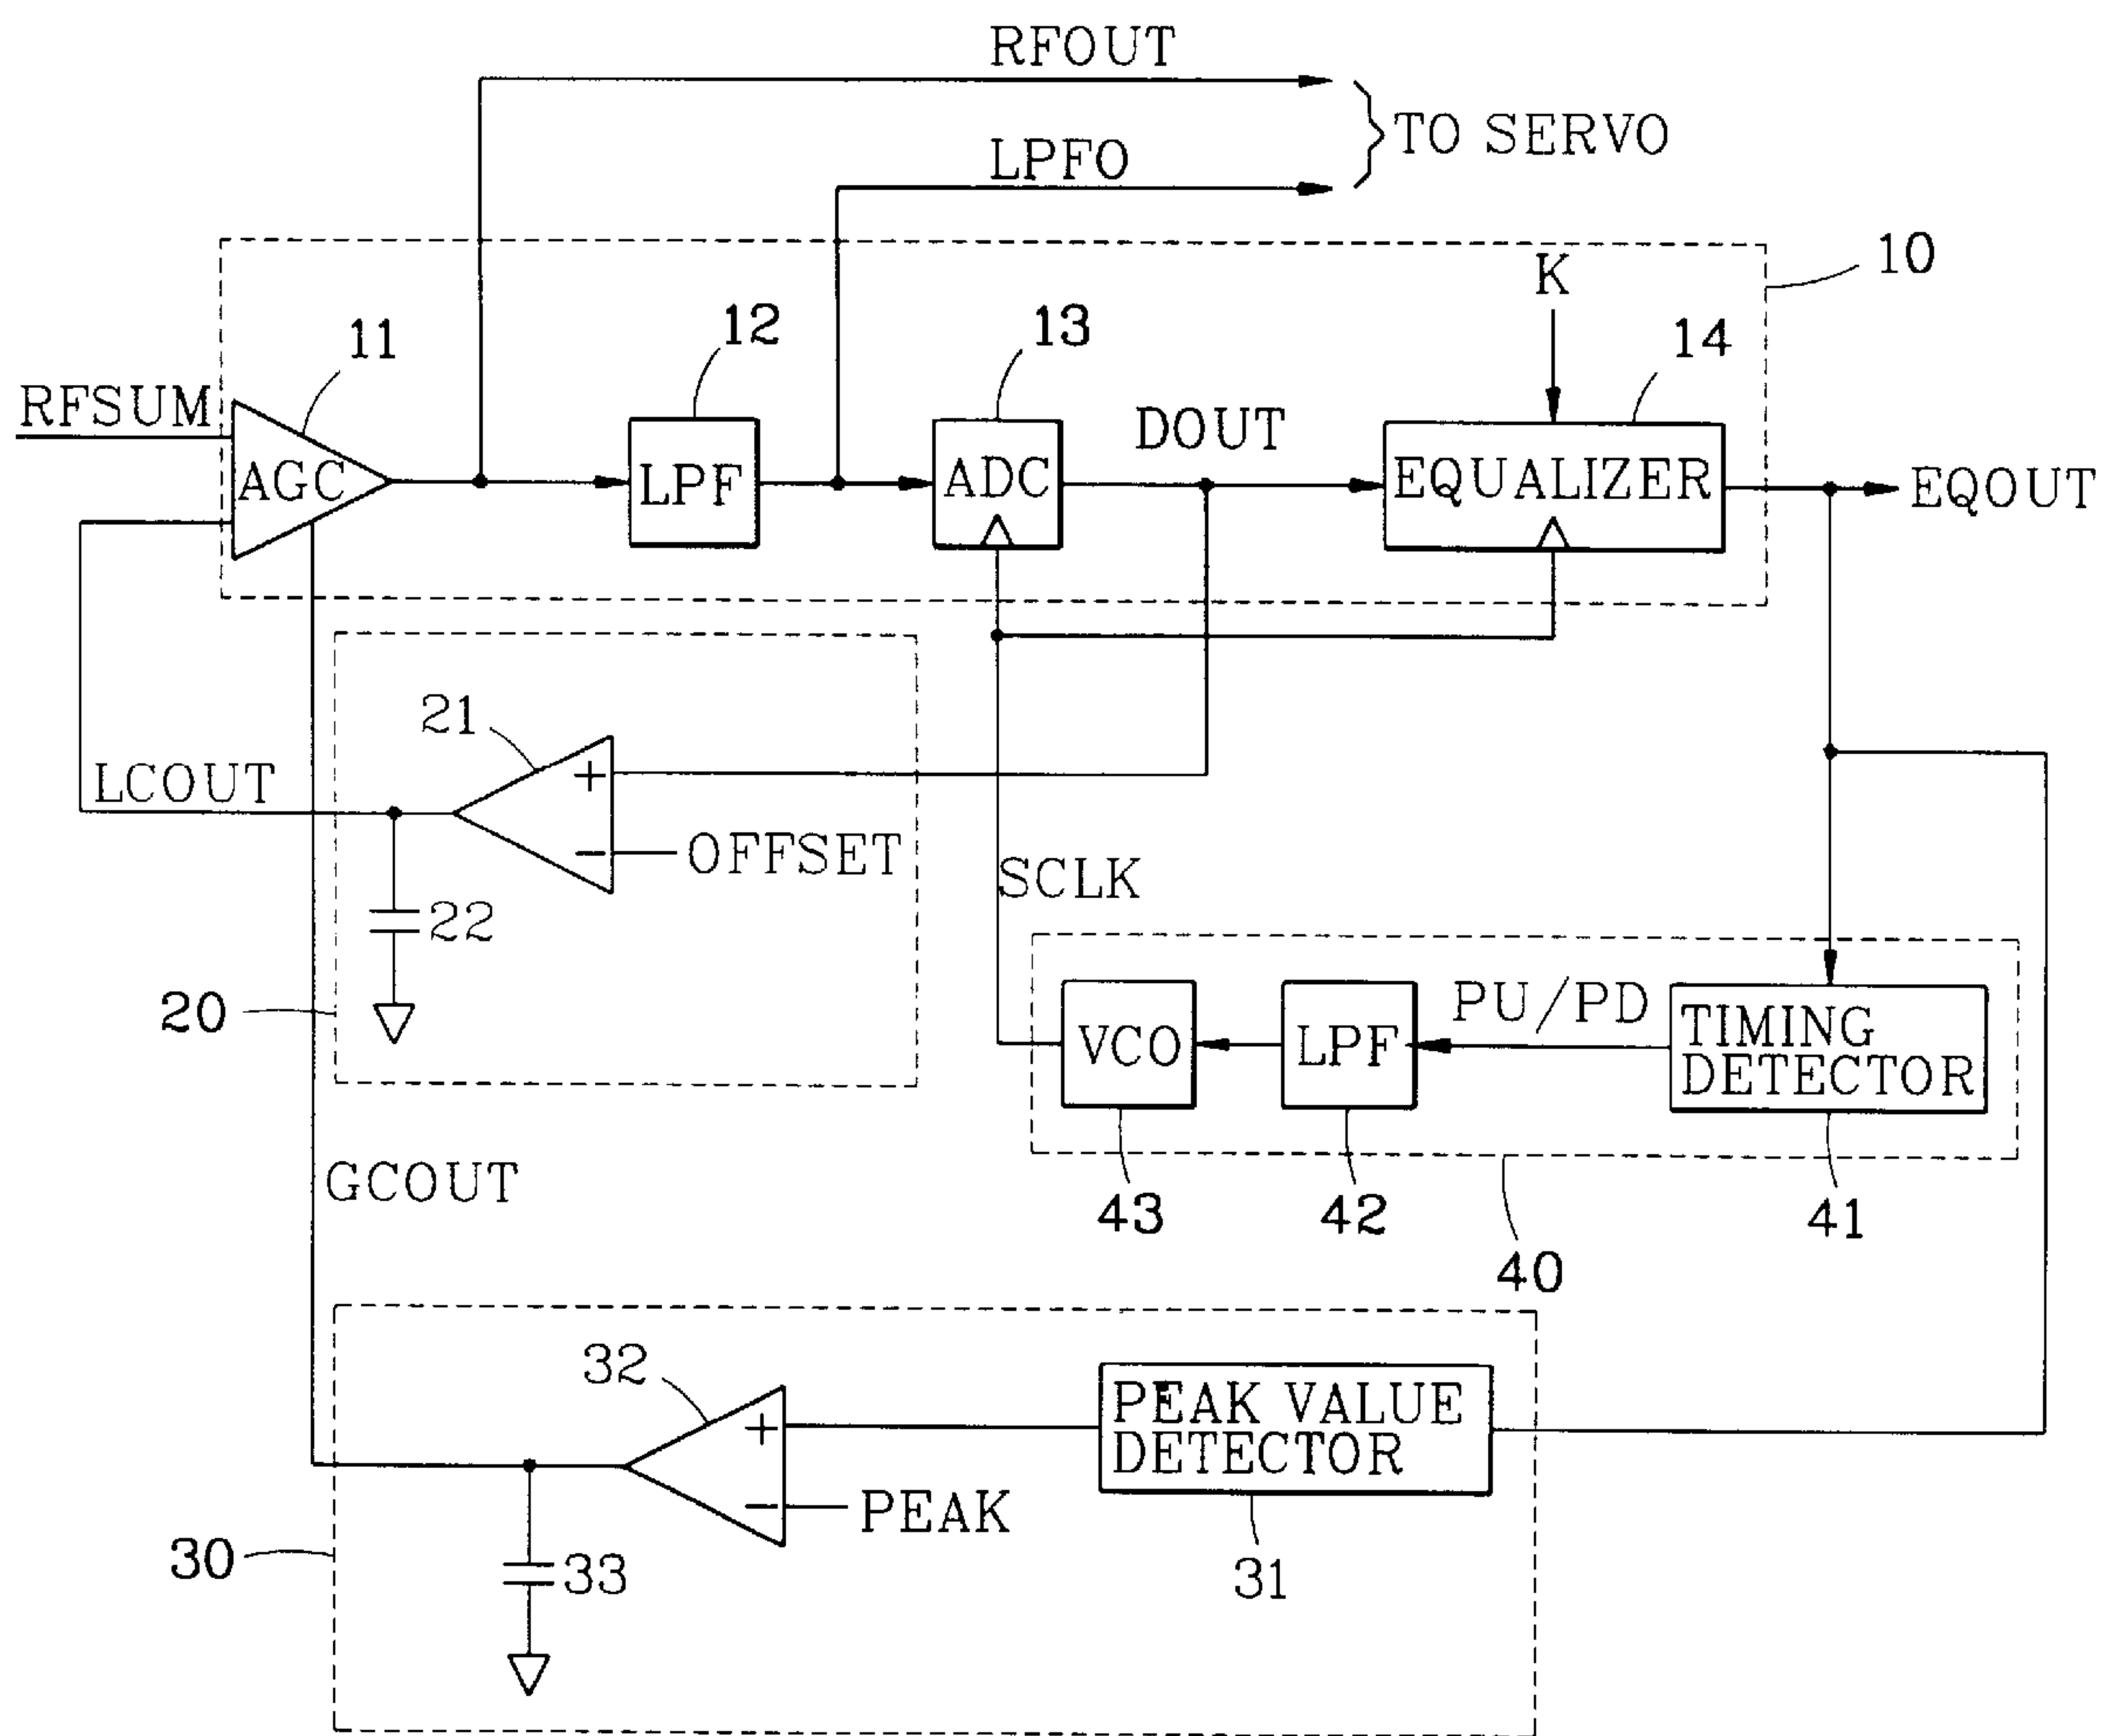 RFOUT
TO SERVO
LPFO
10
K
11
12
13
14
RFSUM
DOUT
AGC
LPF
ADC
EQUALIZER
EQOUT
21
+
LCOUT
−
OFFSET
SCLK
22
20
VCO
LPF
PU/PD
TIMING
DETECTOR
GCOUT
43
42
41
40
32
+
PEAK VALUE
DETECTOR
−
PEAK
30
33
31